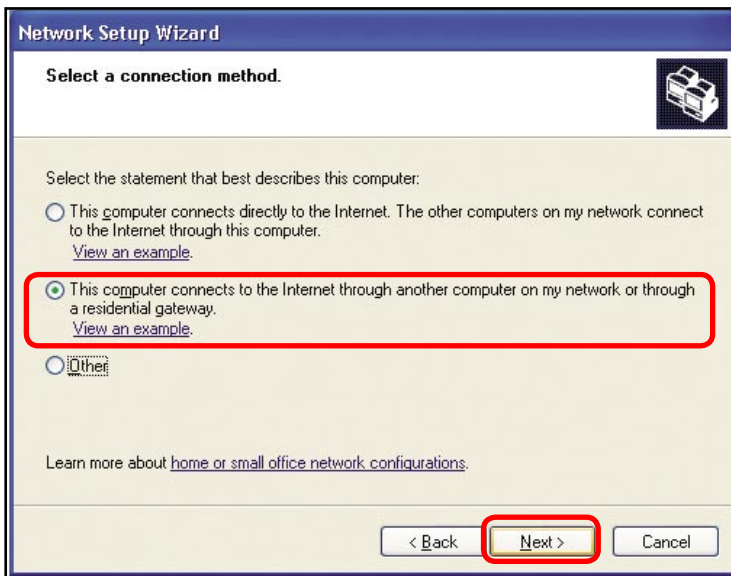 Network Setup Wizard
Select a connection method.
Select the statement that best describes this computer:
This computer connects directly to the Internet. The other computers on my network connect
to the Internet through this computer.
View an example.
This computer connects to the Internet through another computer on my network or through
a residential gateway.
View an example.
Other
Learn more about home or small office network configurations.
< Back Next > Cancel